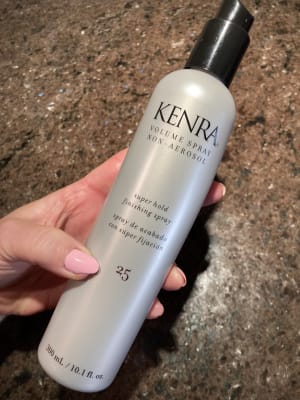 KENRA
VOLUME SPRAY
NON-AEROSOL
super hold
finishing spray
spray de acabado
con super fijación
25
300 mL / 10.1 fl. oz.